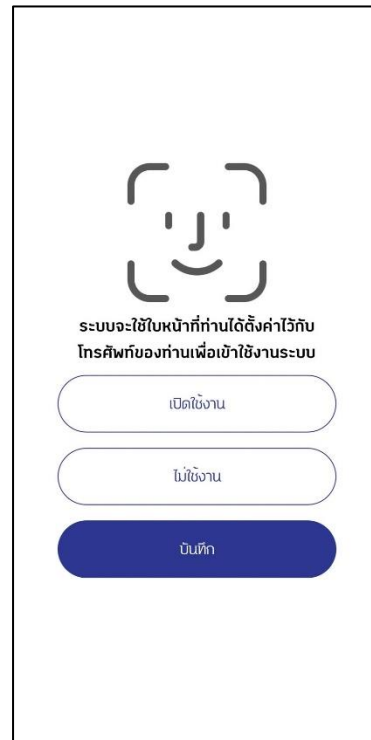 ระบบจะใช้ใบหน้าที่ท่านได้ตั้งค่าไว้กับ
โทรศัพท์ของท่านเพื่อเข้าใช้งานระบบ
เปิดใช้งาน
ไม่ใช้งาน
บันทึก